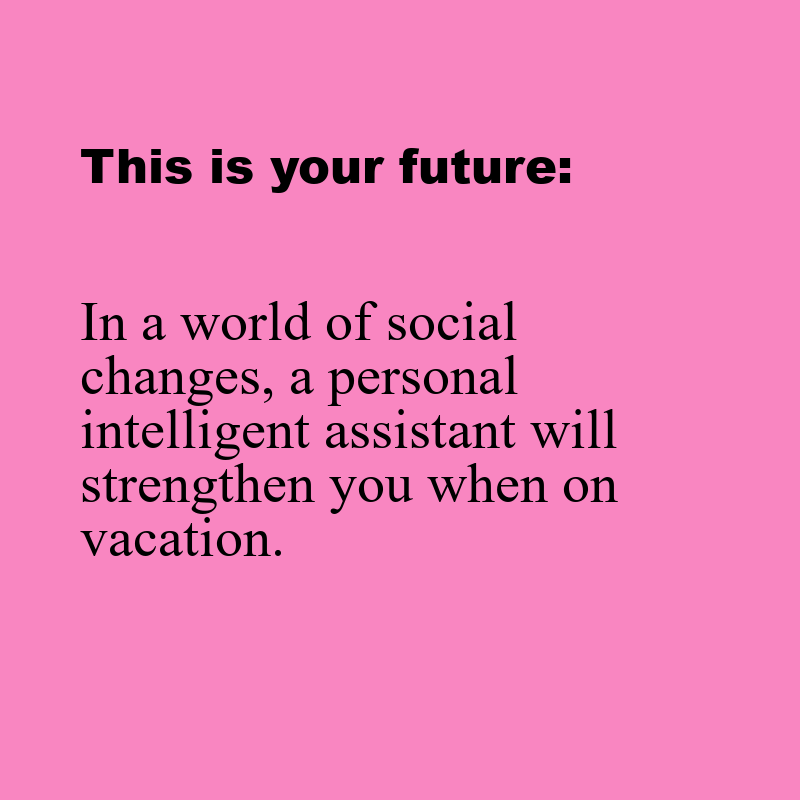 This is your future:
In a world of social
changes, a personal
intelligent assistant will
strengthen you when on
vacation.